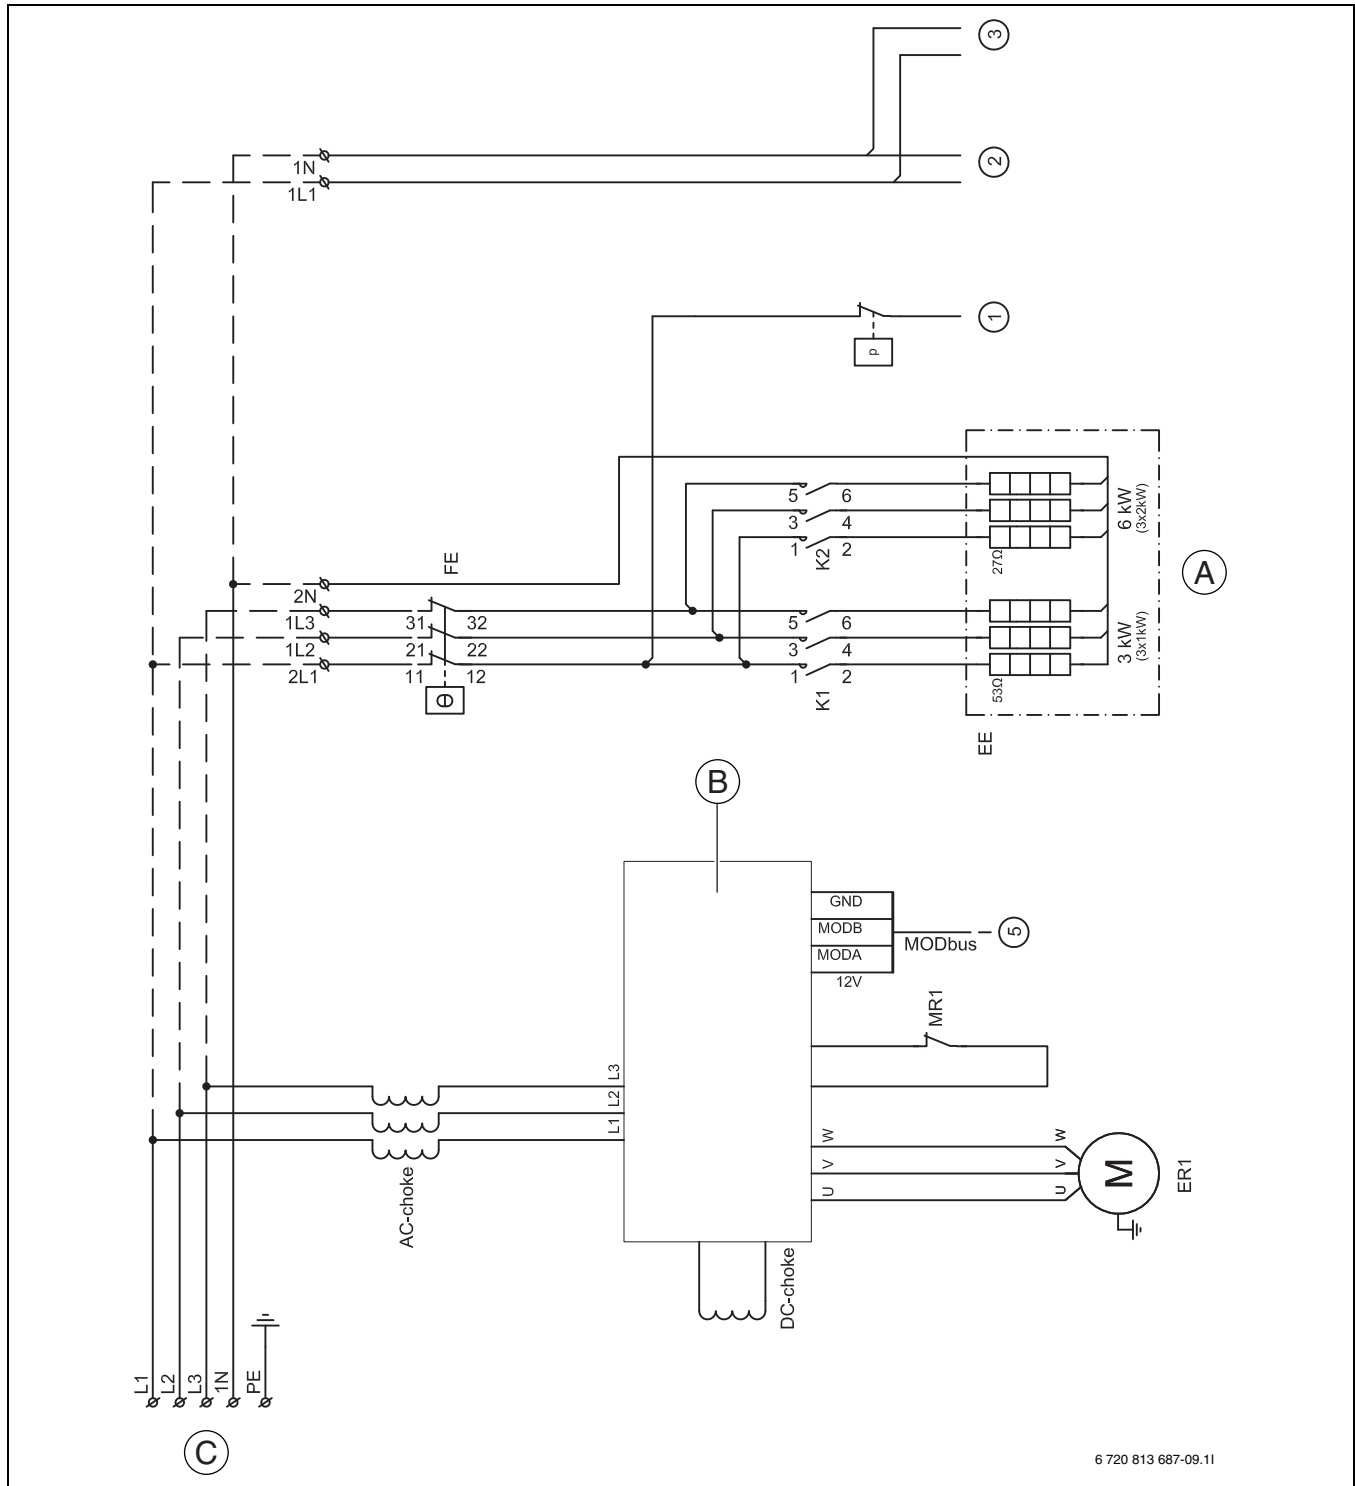 3
1N
2
1L1
1
p
5 6
3 4
1 2
K2
27Ω
6 kW
(3x2kW)
A
FE
2N
1L3
31 32
1L2
21 22
2L1
11 12
Θ
5 6
3 4
1 2
K1
53Ω
3 kW
(3x1kW)
EE
B
GND
MODB
MODA
12V
MODbus
5
MR1
L3
L2
L1
AC-choke
W
V
U
W
V
U
M
ER1
DC-choke
L1
L2
L3
1N
PE
C
6 720 813 687-09.1I